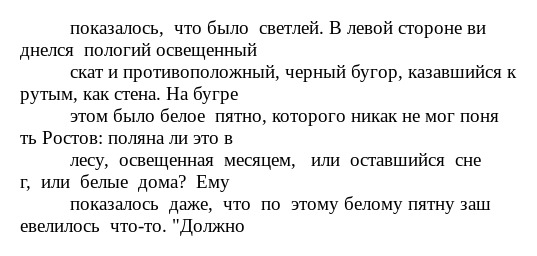 показалось, что было светлей. В левой стороне ви
днелся пологий освещенный
скат и противоположный, черный бугор, казавшийся к
рутым, как стена. На бугре
этом было белое пятно, которого никак не мог поня
ть Ростов: поляна ли это в
лесу, освещенная месяцем, или оставшийся сне
г, или белые дома? Ему
показалось даже, что по этому белому пятну заш
евелилось что-то. "Должно